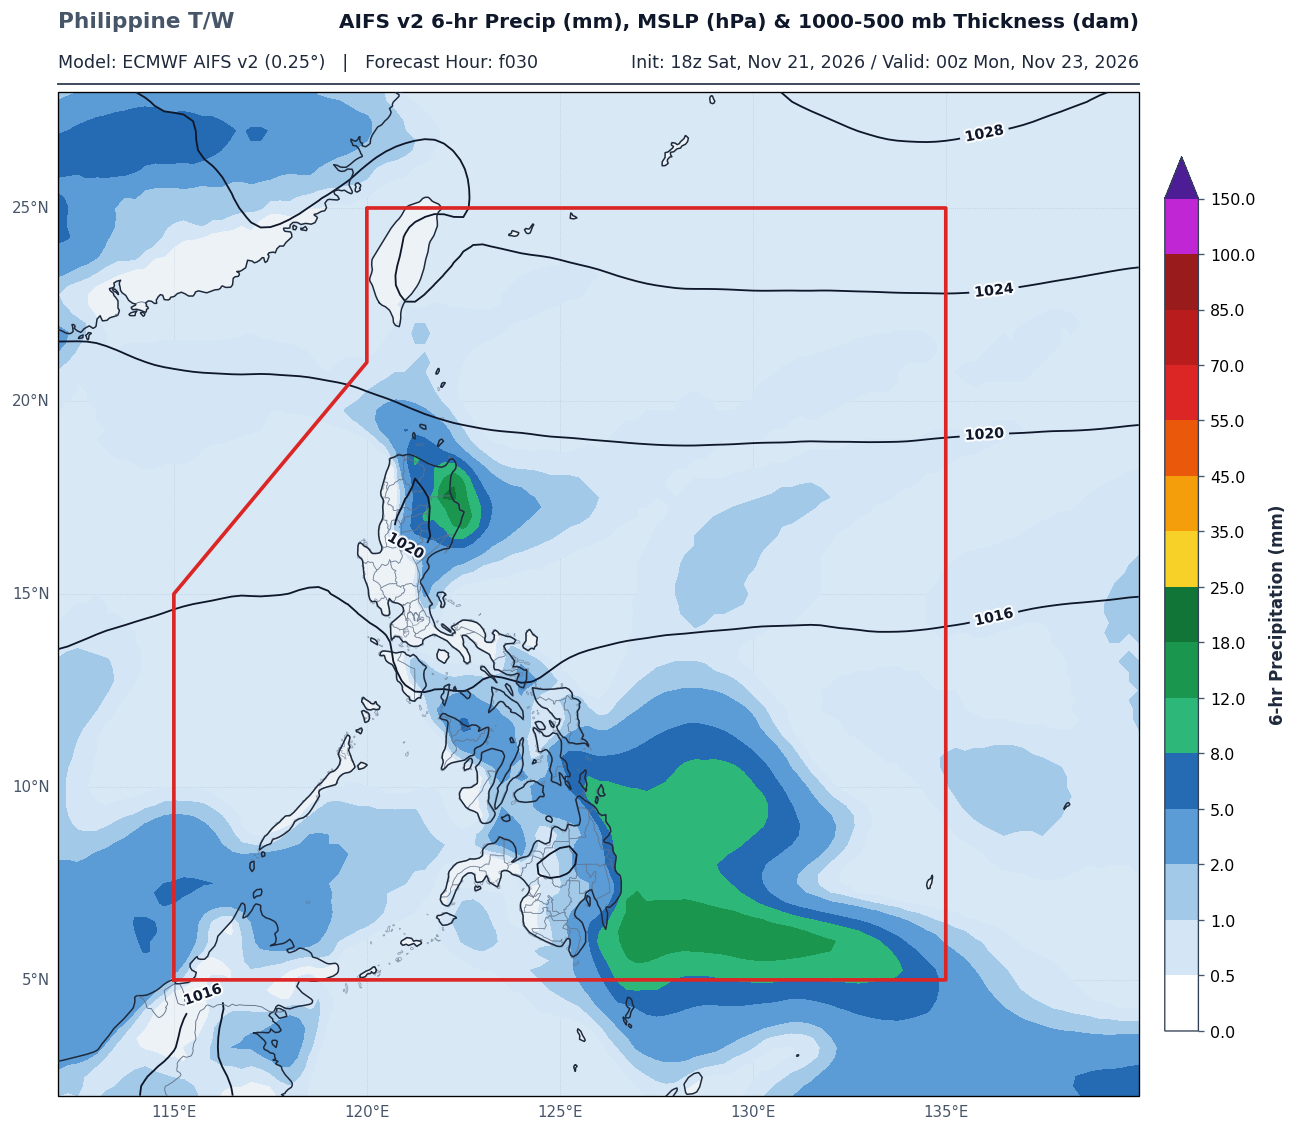 Philippine T/W
AIFS v2 6-hr Precip (mm), MSLP (hPa) & 1000-500 mb Thickness (dam)
Model: ECMWF AIFS v2 (0.25°) | Forecast Hour: f030
Init: 18z Sat, Nov 21, 2026 / Valid: 00z Mon, Nov 23, 2026
1028
25°N
1024
20°N
1020
1020
15°N
1016
10°N
5°N
1016
115°E
120°E
125°E
130°E
135°E
150.0
100.0
85.0
70.0
55.0
45.0
35.0
25.0
18.0
12.0
8.0
5.0
2.0
1.0
0.5
0.0
6-hr Precipitation (mm)